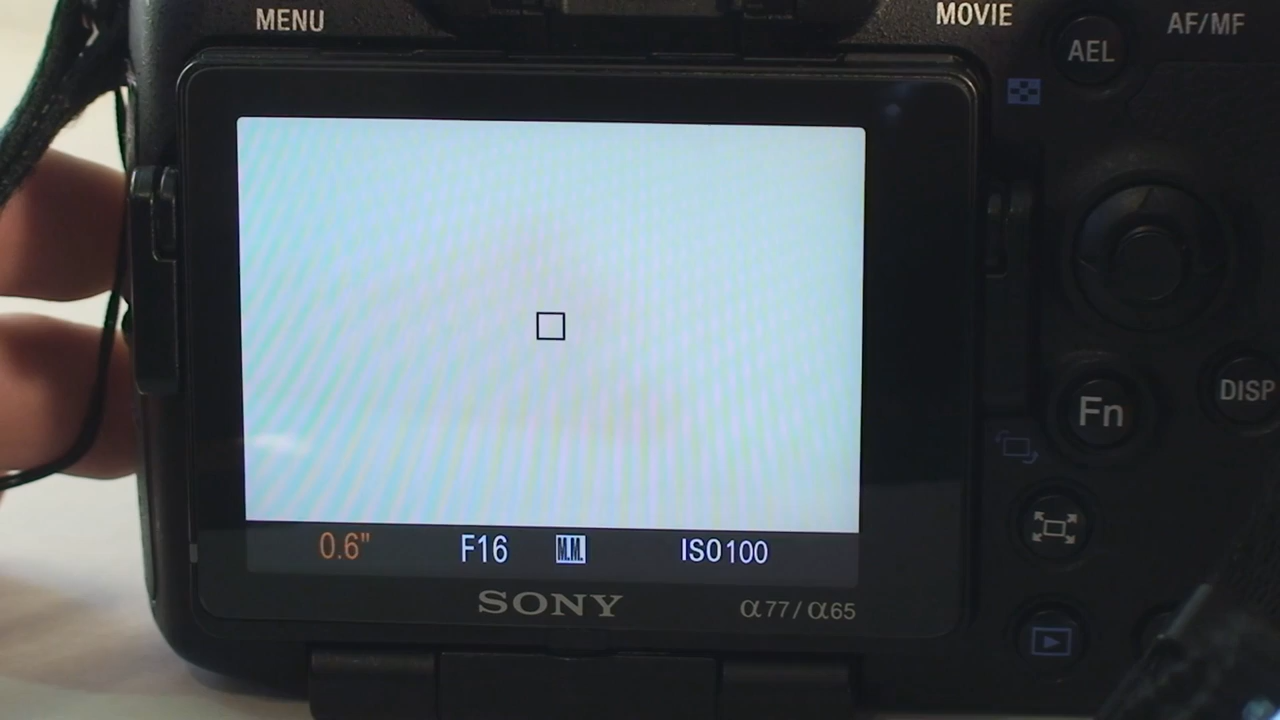 MENU
MOVIE
AF/MF
AEL
DISP
Fn
0.6" F16 M.M. ISO100
SONY α77/α65